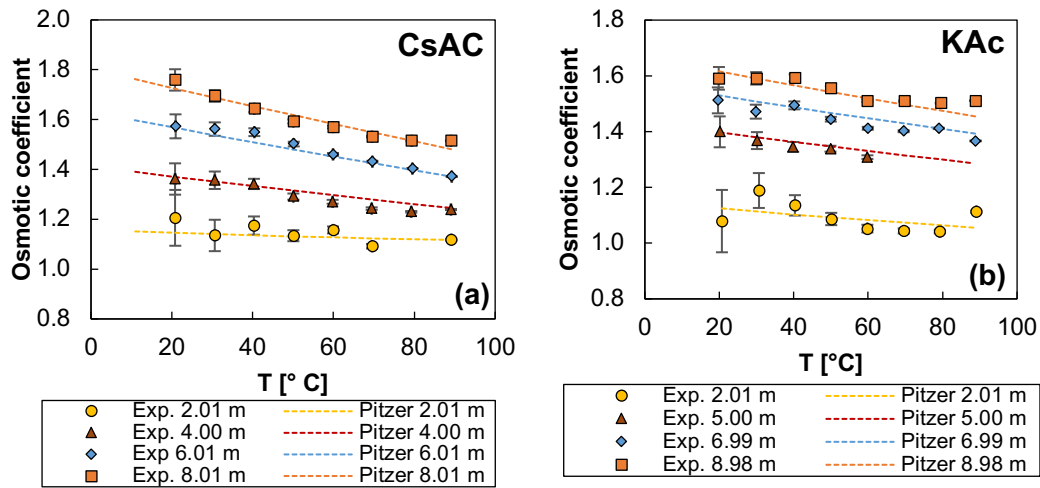 CsAC
Osmotic coefficient
2.0
1.8
1.6
1.4
1.2
1.0
0.8
(a)
0 20 40 60 80 100
T [° C]
Exp. 2.01 m Pitzer 2.01 m
Exp. 4.00 m Pitzer 4.00 m
Exp 6.01 m Pitzer 6.01 m
Exp. 8.01 m Pitzer 8.01 m
KAc
Osmotic coefficient
1.8
1.6
1.4
1.2
1.0
0.8
(b)
0 20 40 60 80 100
T [°C]
Exp. 2.01 m Pitzer 2.01 m
Exp. 5.00 m Pitzer 5.00 m
Exp. 6.99 m Pitzer 6.99 m
Exp. 8.98 m Pitzer 8.98 m